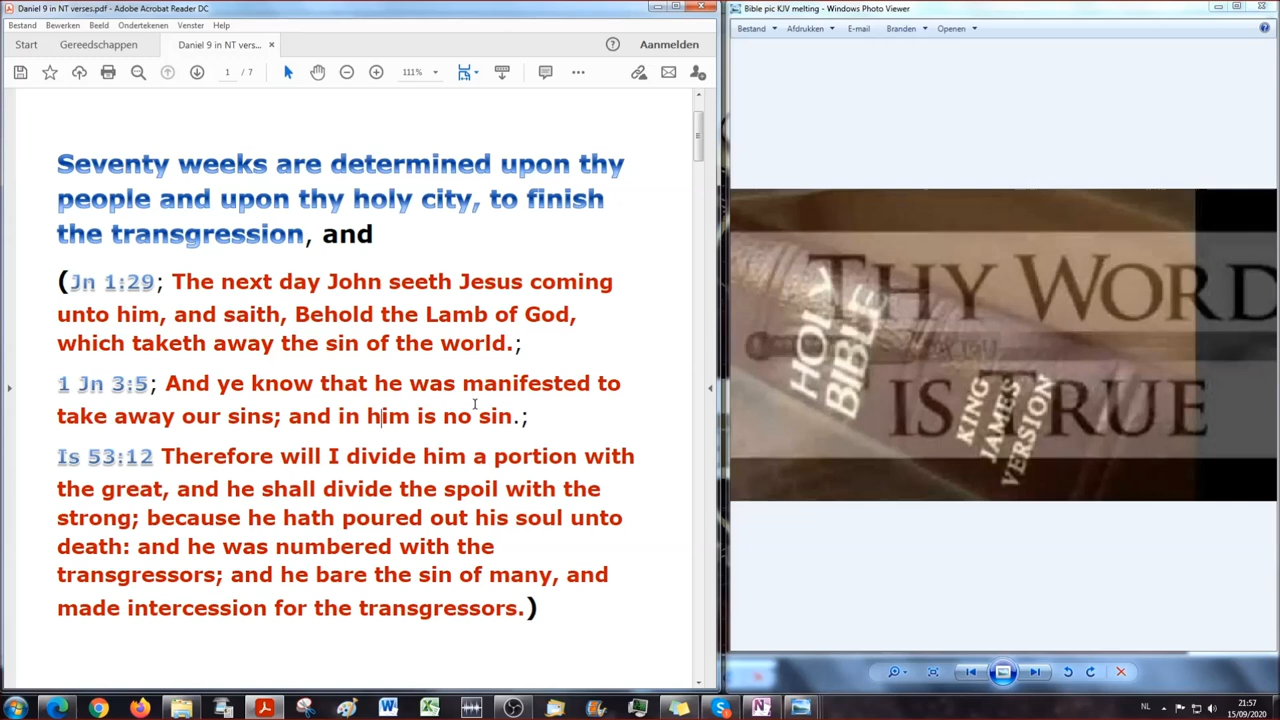 Daniel 9 in NT verses.pdf - Adobe Acrobat Reader DC
Bestand Bewerken Beeld Ondertekenen Venster Help
Start Gereedschappen Daniel 9 in NT vers... × Aanmelden
1 / 7 111%
Seventy weeks are determined upon thy
people and upon thy holy city, to finish
the transgression, and
(Jn 1:29; The next day John seeth Jesus coming
unto him, and saith, Behold the Lamb of God,
which taketh away the sin of the world.;
1 Jn 3:5; And ye know that he was manifested to
take away our sins; and in him is no sin.;
Is 53:12 Therefore will I divide him a portion with
the great, and he shall divide the spoil with the
strong; because he hath poured out his soul unto
death: and he was numbered with the
transgressors; and he bare the sin of many, and
made intercession for the transgressors.)
Bible pic KJV melting - Windows Photo Viewer
Bestand Afdrukken E-mail Branden Openen
THY WORD
IS TRUE
HOLY
BIBLE
KING
JAMES
VERSION
NL 21:57
15/09/2020